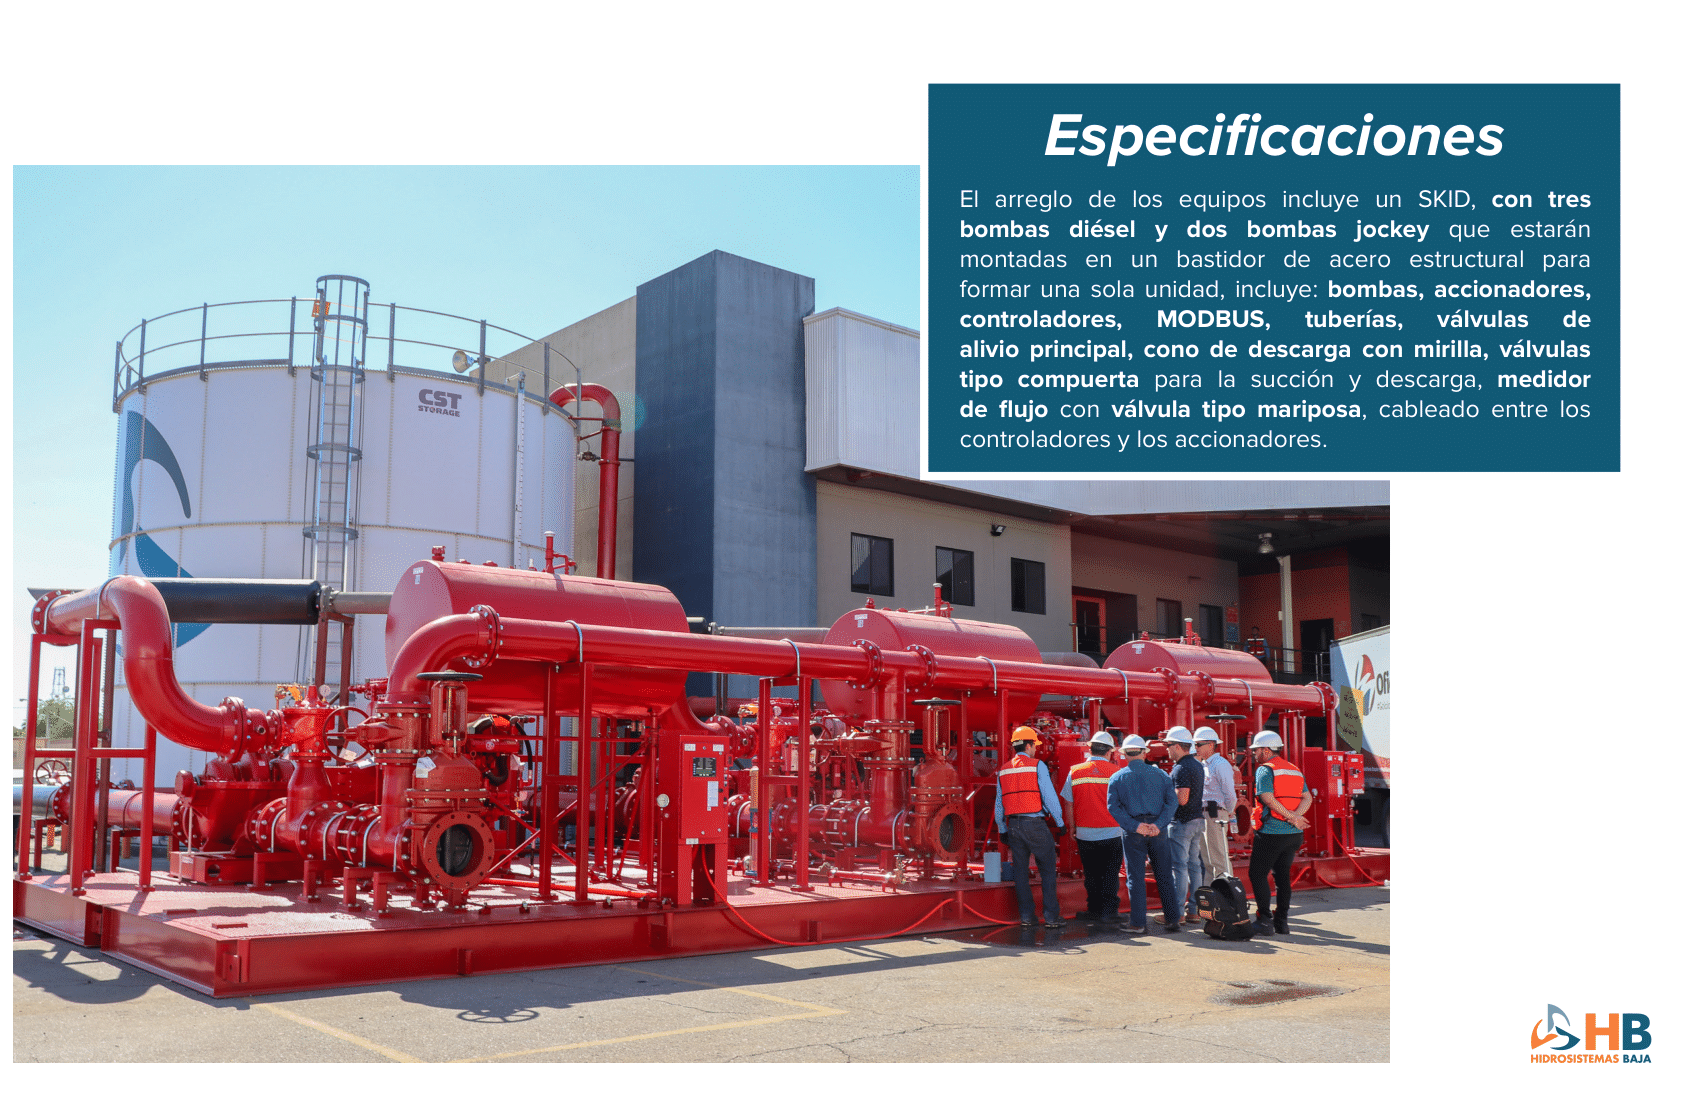 Especificaciones
El arreglo de los equipos incluye un SKID, con tres
bombas diésel y dos bombas jockey que estarán
montadas en un bastidor de acero estructural para
formar una sola unidad, incluye: bombas, accionadores,
controladores, MODBUS, tuberías, válvulas de
alivio principal, cono de descarga con mirilla, válvulas
tipo compuerta para la succión y descarga, medidor
de flujo con válvula tipo mariposa, cableado entre los
controladores y los accionadores.
CST
STORAGE
HB
HIDROSISTEMAS BAJA